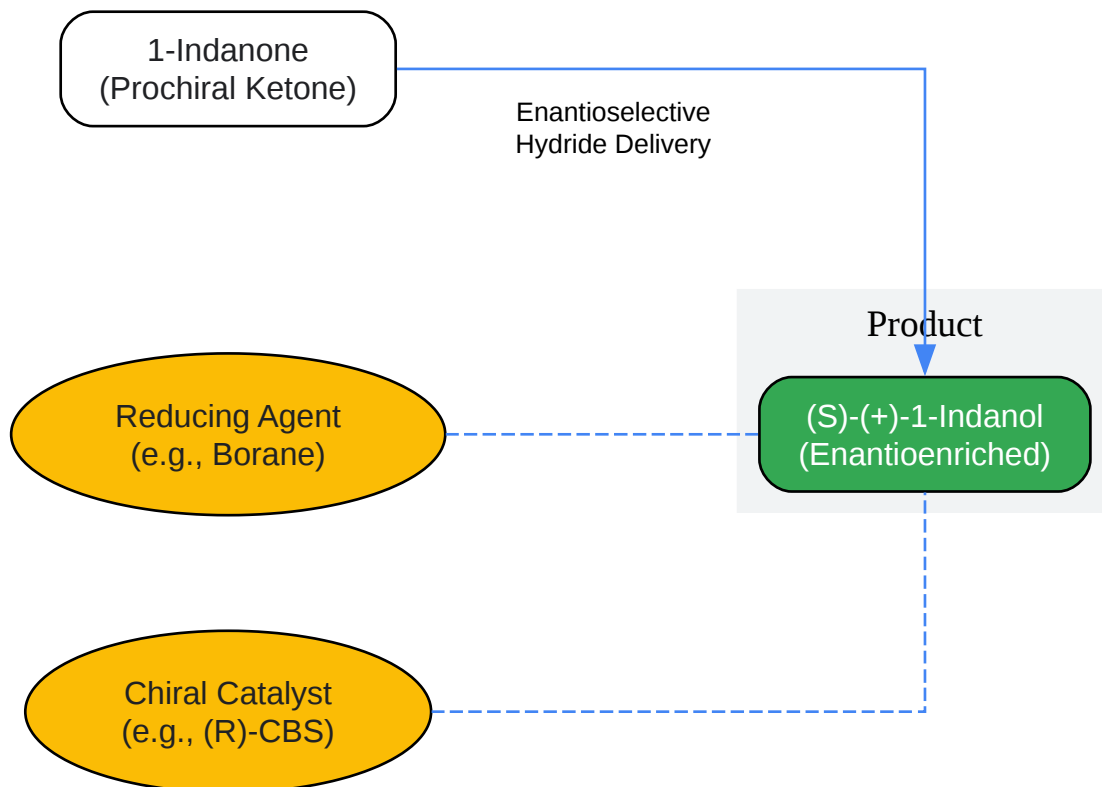 1-Indanone
(Prochiral Ketone)
Enantioselective
Hydride Delivery
Product
(S)-(+)-1-Indanol
(Enantioenriched)
Reducing Agent
(e.g., Borane)
Chiral Catalyst
(e.g., (R)-CBS)